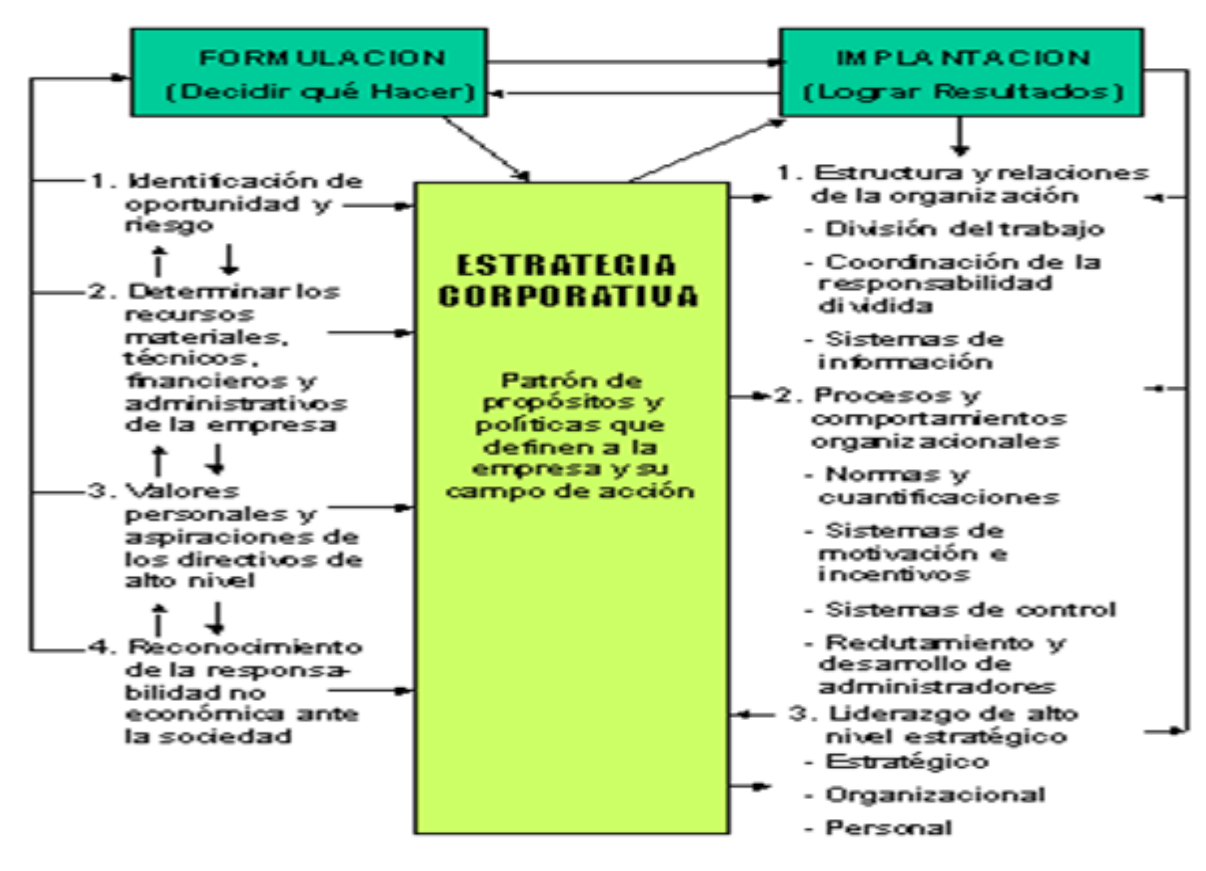 FORMULACION
(Decidir qué Hacer)
IMPLANTACION
(Lograr Resultados)
1. Identificación de
oportunidad y
riesgo
2. Determinar los
recursos
materiales,
técnicos,
financieros y
administrativos
de la empresa
3. Valores
personales y
aspiraciones de
los directivos de
alto nivel
4. Reconocimiento
de la responsa-
bilidad no
económica ante
la sociedad
ESTRATEGIA
CORPORATIVA
Patrón de
propósitos y
políticas que
definen a la
empresa y su
campo de acción
1. Estructura y relaciones
de la organización
- División del trabajo
- Coordinación de la
responsabilidad
dividida
- Sistemas de
información
2. Procesos y
comportamientos
organizacionales
- Normas y
cuantificaciones
- Sistemas de
motivación e
incentivos
- Sistemas de control
- Reclutamiento y
desarrollo de
administradores
3. Liderazgo de alto
nivel estratégico
- Estratégico
- Organizacional
- Personal